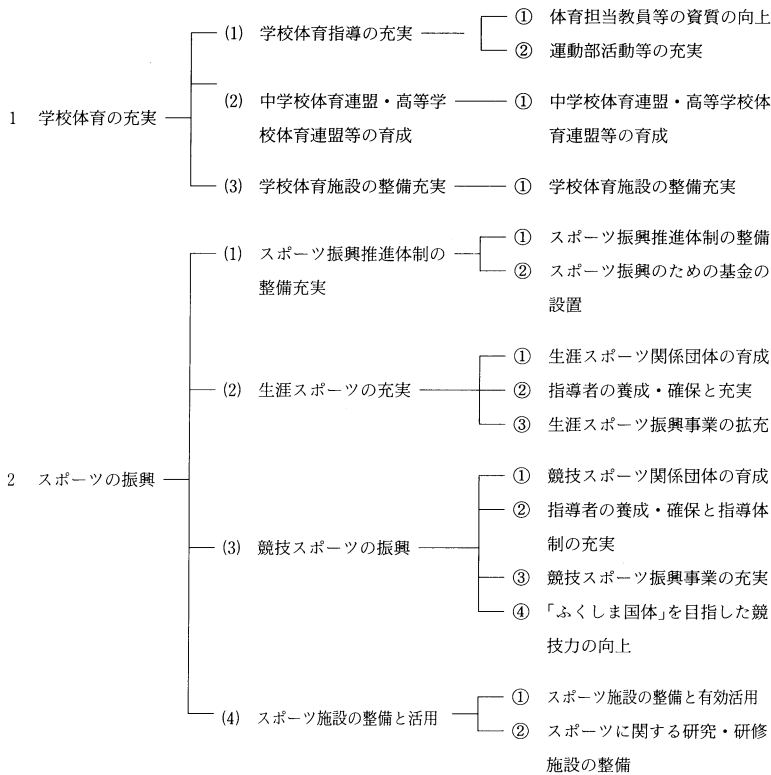 1 学校体育の充実
(1) 学校体育指導の充実
① 体育担当教員等の資質の向上
② 運動部活動等の充実
(2) 中学校体育連盟・高等学
校体育連盟等の育成
① 中学校体育連盟・高等学校体
育連盟等の育成
(3) 学校体育施設の整備充実
① 学校体育施設の整備充実
2 スポーツの振興
(1) スポーツ振興推進体制の
整備充実
① スポーツ振興推進体制の整備
② スポーツ振興のための基金の
設置
(2) 生涯スポーツの充実
① 生涯スポーツ関係団体の育成
② 指導者の養成・確保と充実
③ 生涯スポーツ振興事業の拡充
(3) 競技スポーツの振興
① 競技スポーツ関係団体の育成
② 指導者の養成・確保と指導体
制の充実
③ 競技スポーツ振興事業の充実
④ 「ふくしま国体」を目指した競
技力の向上
(4) スポーツ施設の整備と活用
① スポーツ施設の整備と有効活用
② スポーツに関する研究・研修
施設の整備